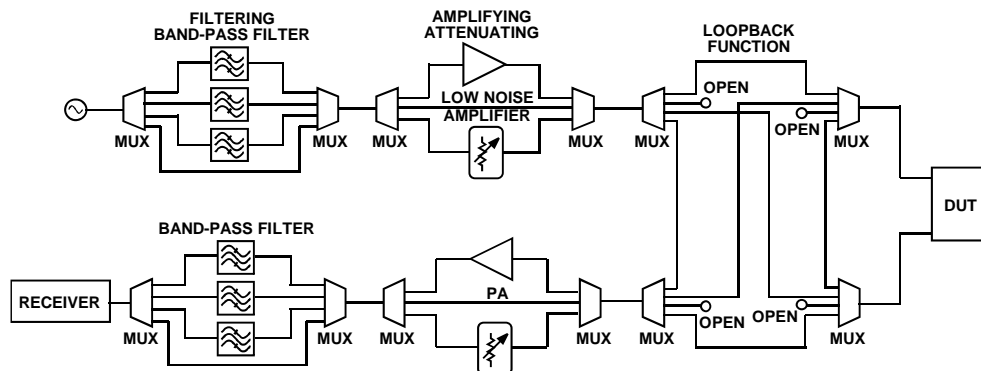 FILTERING
BAND-PASS FILTER
AMPLIFYING
ATTENUATING
LOOPBACK
FUNCTION
OPEN
LOW NOISE
AMPLIFIER
OPEN
MUX
MUX
MUX
MUX
MUX
MUX
DUT
BAND-PASS FILTER
RECEIVER
PA
OPEN
OPEN
MUX
MUX
MUX
MUX
MUX
MUX